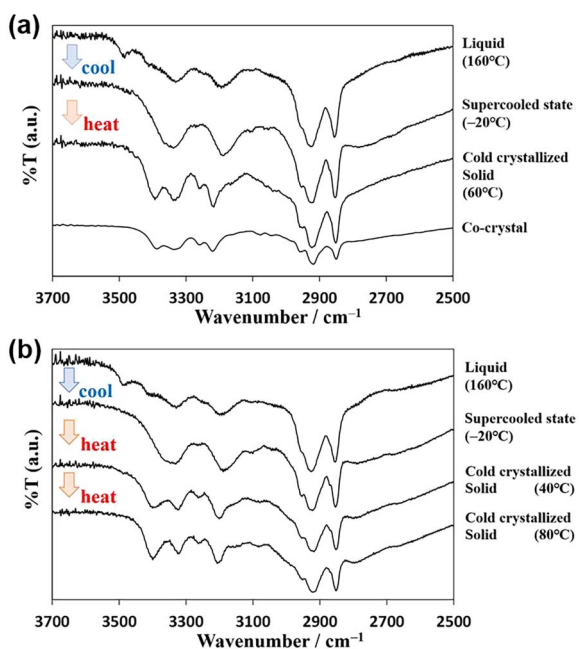 (a)
%T (a.u.)
cool
heat
Liquid
(160℃)
Supercooled state
(−20℃)
Cold crystallized
Solid
(60℃)
Co-crystal
3700 3500 3300 3100 2900 2700 2500
Wavenumber / cm−1
(b)
%T (a.u.)
cool
heat
heat
Liquid
(160℃)
Supercooled state
(−20℃)
Cold crystallized
Solid (40℃)
Cold crystallized
Solid (80℃)
3700 3500 3300 3100 2900 2700 2500
Wavenumber / cm−1